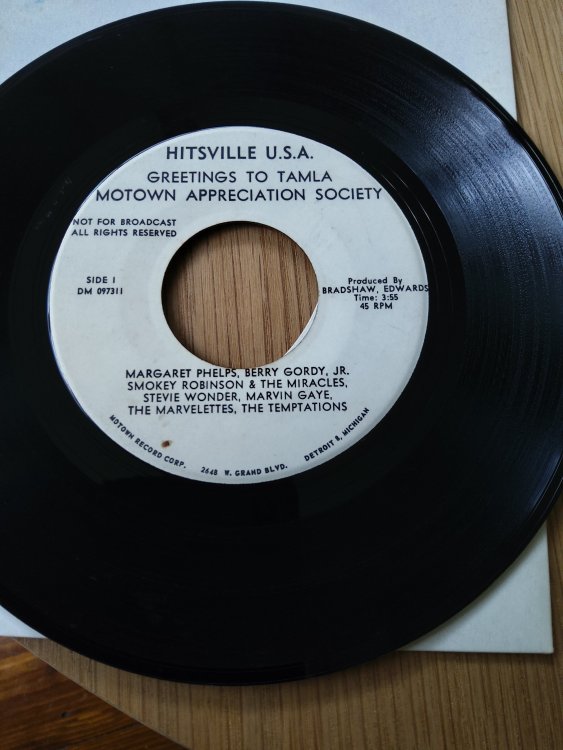 HITSVILLE U.S.A.
GREETINGS TO TAMLA
MOTOWN APPRECIATION SOCIETY
NOT FOR BROADCAST
ALL RIGHTS RESERVED
SIDE I
DM 097311
Produced By
BRADSHAW, EDWARDS
Time: 3:55
45 RPM
MARGARET PHELPS, BERRY GORDY, JR.
SMOKEY ROBINSON & THE MIRACLES,
STEVIE WONDER, MARVIN GAYE,
THE MARVELETTES, THE TEMPTATIONS
MOTOWN RECORD CORP. 2648 W. GRAND BLVD. DETROIT 8, MICHIGAN